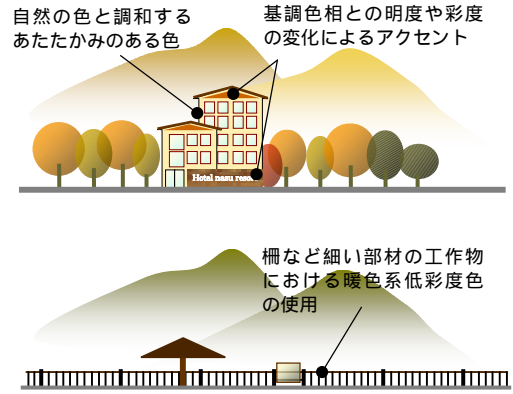 自然の色と調和する
あたたかみのある色
基調色相との明度や彩度
の変化によるアクセント
Hotal nasu reso
柵など細い部材の工作物
における暖色系低彩度色
の使用